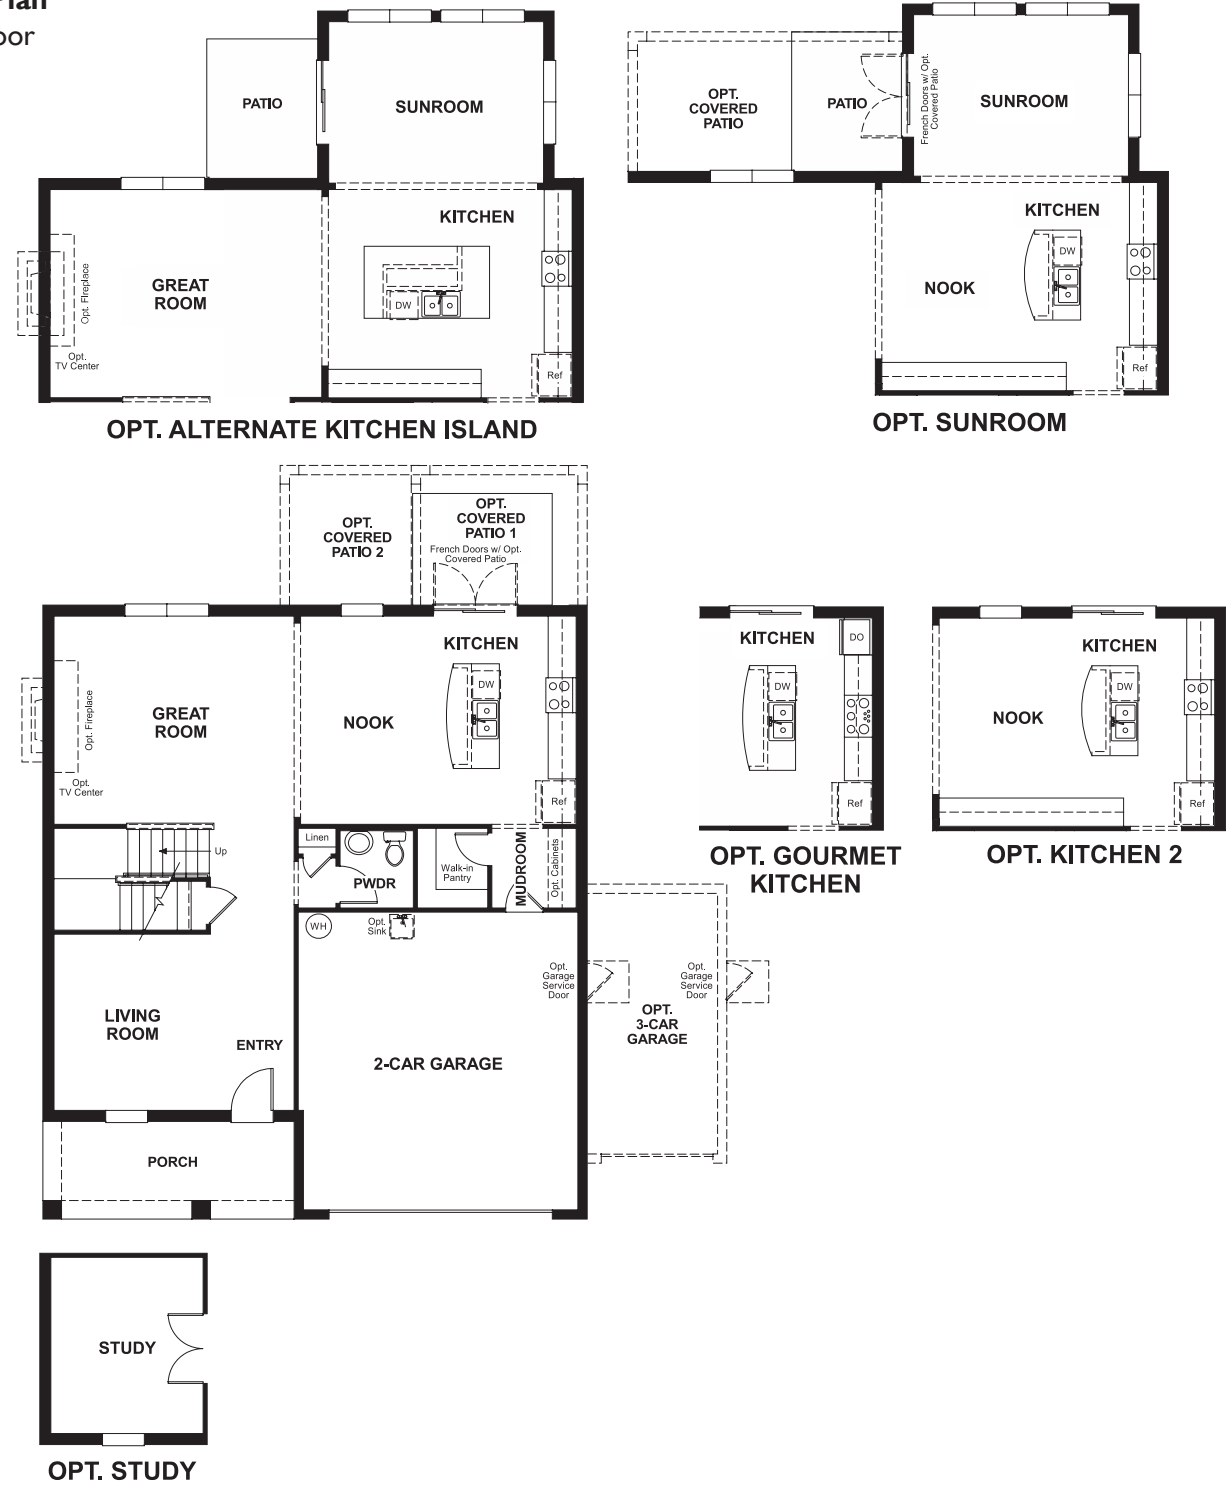 Plan
oor
PATIO
SUNROOM
KITCHEN
GREAT
ROOM
Opt. Fireplace
Opt.
TV Center
DW
Ref
OPT. ALTERNATE KITCHEN ISLAND
OPT.
COVERED
PATIO
PATIO
French Doors w/ Opt.
Covered Patio
SUNROOM
KITCHEN
DW
NOOK
Ref
OPT. SUNROOM
OPT.
COVERED
PATIO 2
OPT.
COVERED
PATIO 1
French Doors w/ Opt.
Covered Patio
KITCHEN
DW
GREAT
ROOM
NOOK
Opt. Fireplace
Opt.
TV Center
Ref
Up
Linen
PWDR
Walk-in
Pantry
MUDROOM
Opt. Cabinets
WH
Opt.
Sink
Opt.
Garage
Service
Door
Opt.
Garage
Service
Door
OPT.
3-CAR
GARAGE
LIVING
ROOM
ENTRY
2-CAR GARAGE
PORCH
KITCHEN
DO
DW
Ref
OPT. GOURMET
KITCHEN
KITCHEN
DW
NOOK
Ref
OPT. KITCHEN 2
STUDY
OPT. STUDY